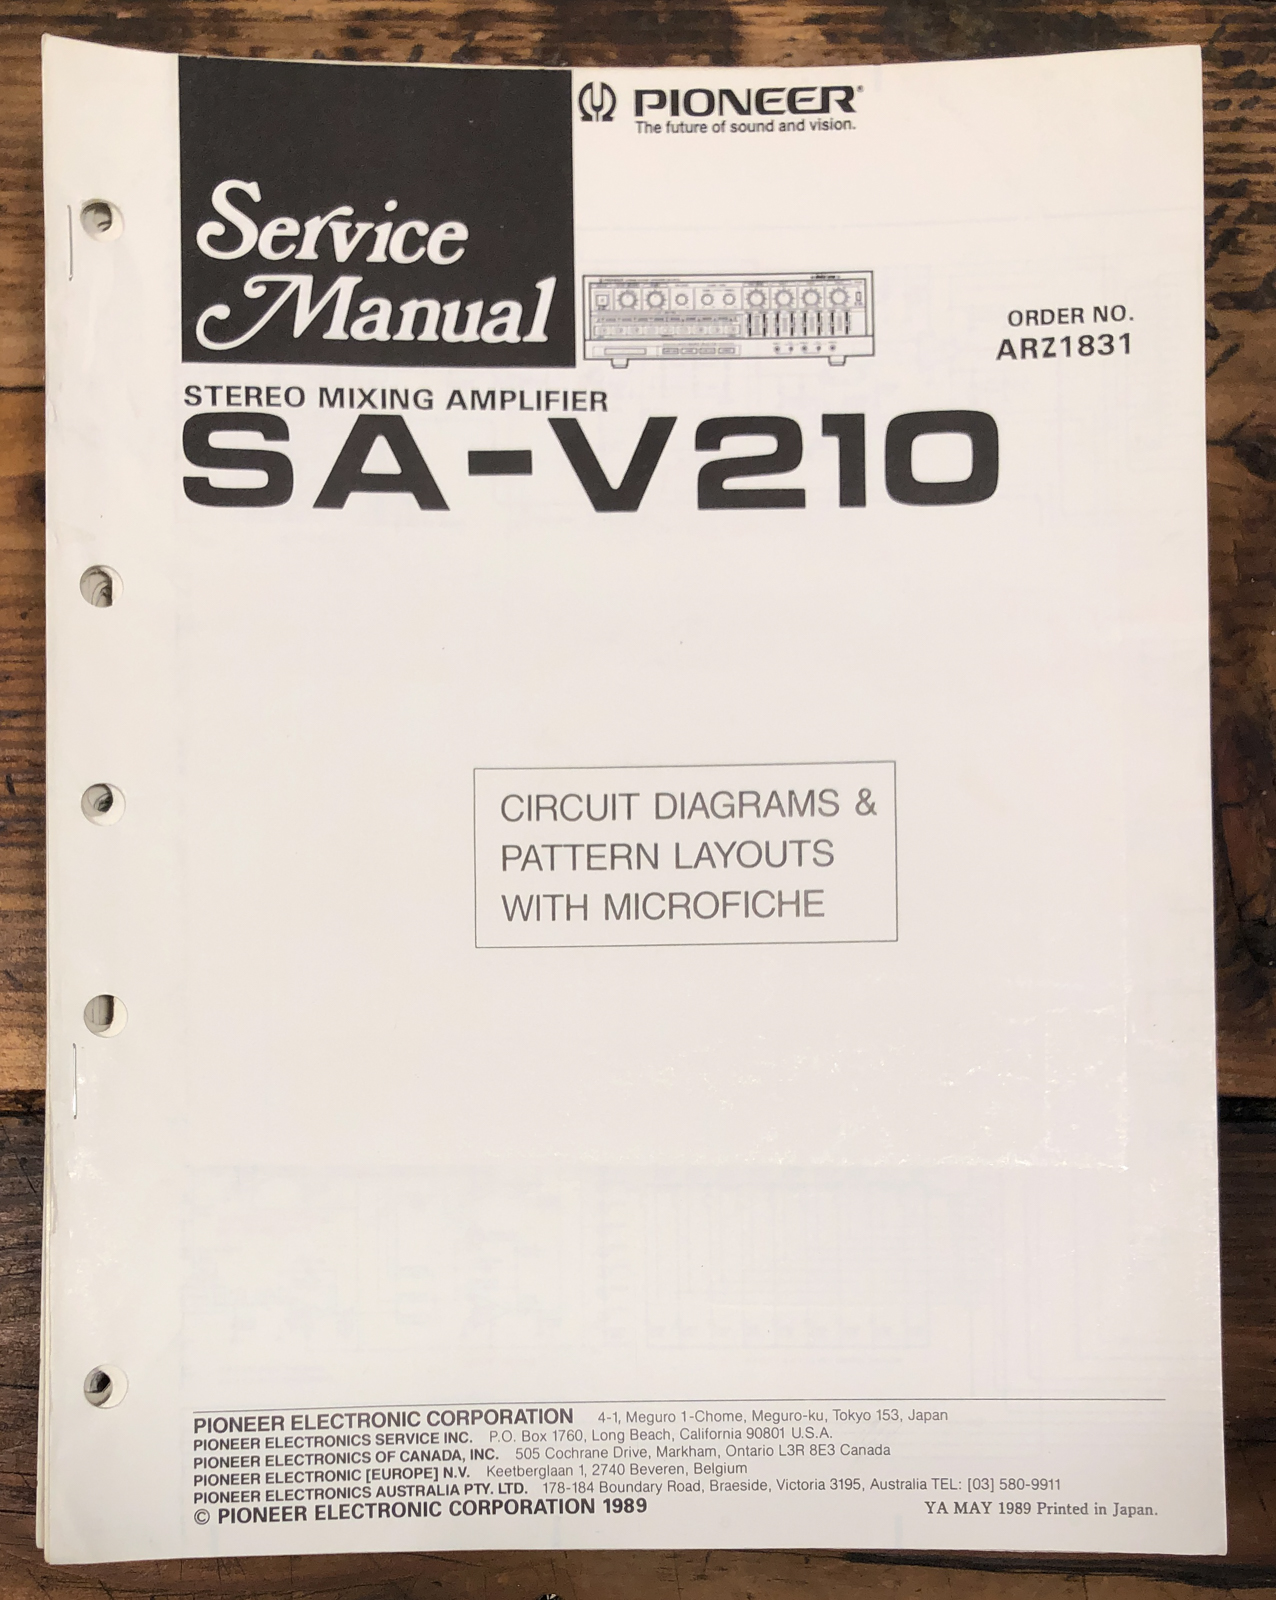 PIONEER®
The future of sound and vision.
Service
Manual
ORDER NO.
ARZ1831
STEREO MIXING AMPLIFIER
SA-V210
CIRCUIT DIAGRAMS &
PATTERN LAYOUTS
WITH MICROFICHE
PIONEER ELECTRONIC CORPORATION 4-1, Meguro 1-Chome, Meguro-ku, Tokyo 153, Japan
PIONEER ELECTRONICS SERVICE INC. P.O. Box 1760, Long Beach, California 90801 U.S.A.
PIONEER ELECTRONICS OF CANADA, INC. 505 Cochrane Drive, Markham, Ontario L3R 8E3 Canada
PIONEER ELECTRONIC [EUROPE] N.V. Keetberglaan 1, 2740 Beveren, Belgium
PIONEER ELECTRONICS AUSTRALIA PTY. LTD. 178-184 Boundary Road, Braeside, Victoria 3195, Australia TEL: [03] 580-9911
© PIONEER ELECTRONIC CORPORATION 1989 YA MAY 1989 Printed in Japan.